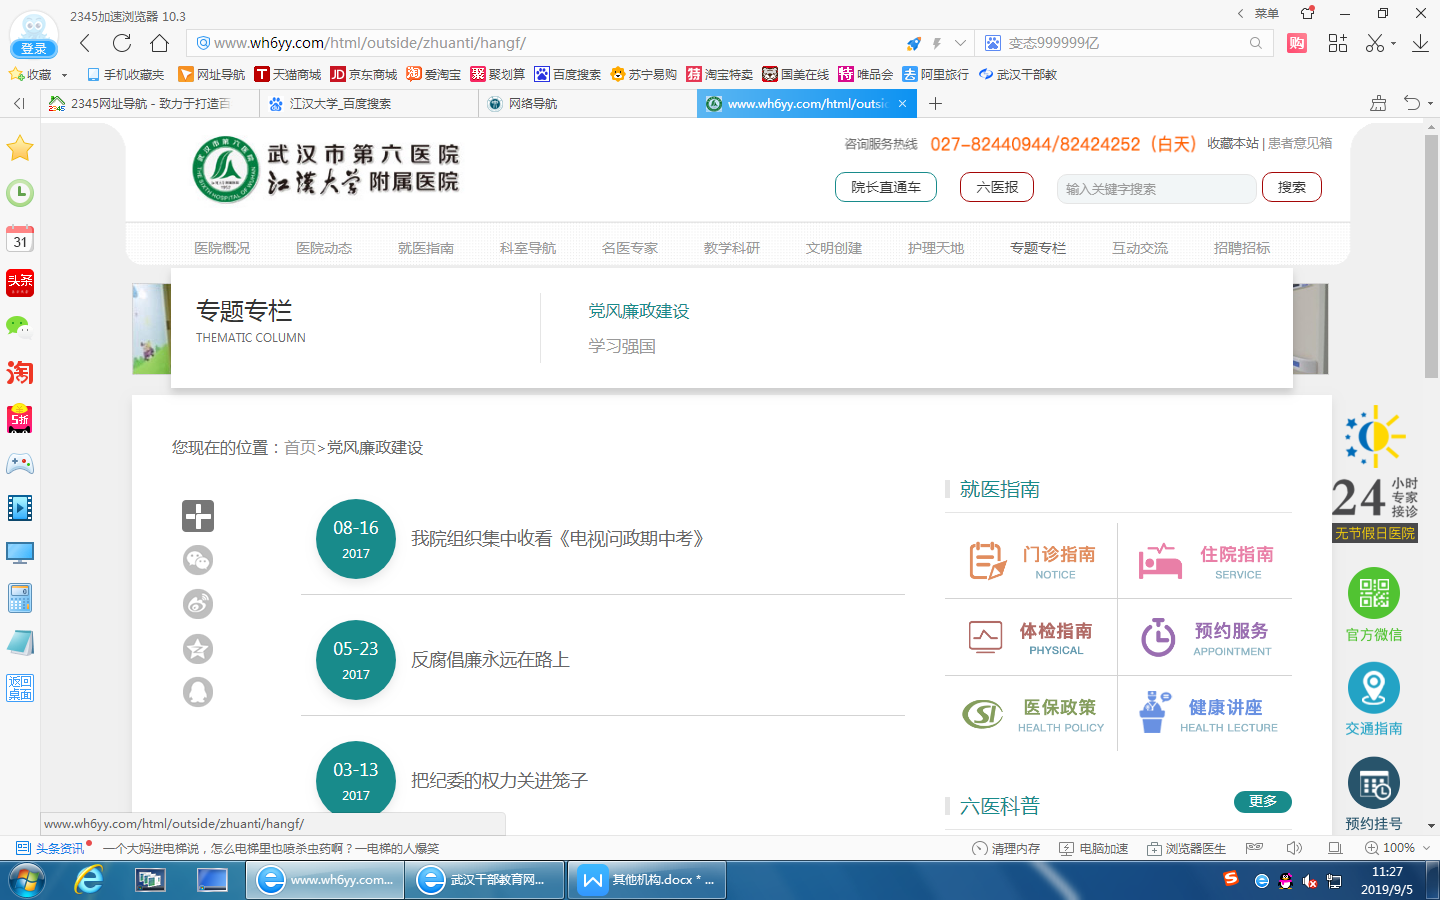 2345加速浏览器 10.3
菜单
登录
www.wh6yy.com/html/outside/zhuanti/hangf/
变态999999亿
购
收藏
手机收藏夹
网址导航
天猫商城
京东商城
爱淘宝
聚划算
百度搜索
苏宁易购
淘宝特卖
国美在线
唯品会
阿里旅行
武汉干部教
2345网址导航 - 致力于打造百
江汉大学_百度搜索
网络导航
www.wh6yy.com/html/outsid
武汉市第六医院
江汉大学附属医院
咨询服务热线 027-82440944/82424252（白天） 收藏本站 | 患者意见箱
院长直通车
六医报
输入关键字搜索
搜索
医院概况
医院动态
就医指南
科室导航
名医专家
教学科研
文明创建
护理天地
专题专栏
互动交流
招聘招标
专题专栏
THEMATIC COLUMN
党风廉政建设
学习强国
您现在的位置：首页>党风廉政建设
08-16
2017
我院组织集中收看《电视问政期中考》
05-23
2017
反腐倡廉永远在路上
03-13
2017
把纪委的权力关进笼子
就医指南
门诊指南
NOTICE
住院指南
SERVICE
体检指南
PHYSICAL
预约服务
APPOINTMENT
医保政策
HEALTH POLICY
健康讲座
HEALTH LECTURE
六医科普
更多
24
小时
专家
接诊
无节假日医院
官方微信
交通指南
预约挂号
31
头条
淘
5折
返回
桌面
www.wh6yy.com/html/outside/zhuanti/hangf/
头条资讯
一个大妈进电梯说，怎么电梯里也喷杀虫药啊？一电梯的人爆笑
清理内存
电脑加速
浏览器医生
100%
www.wh6yy.com...
武汉干部教育网...
其他机构.docx * ...
11:27
2019/9/5